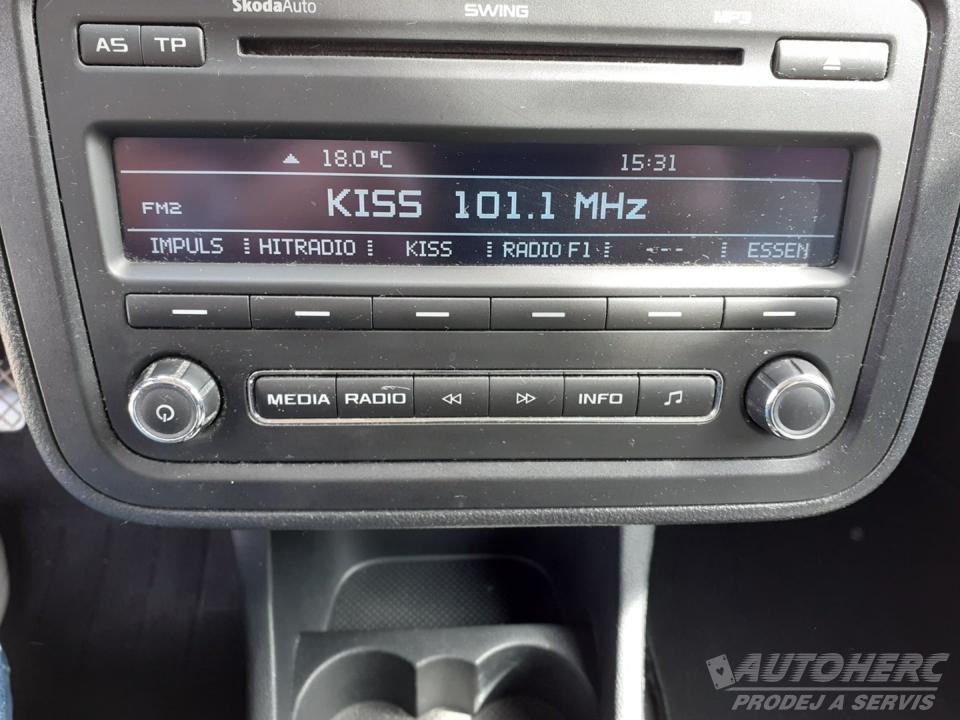 SkodaAuto SWING MP3
AS TP
18.0°C 15:31
FM2 KISS 101.1 MHz
IMPULS HITRADIO KISS RADIO F1 --- ESSEN
MEDIA RADIO INFO
AUTOHERC
PRODEJ A SERVIS